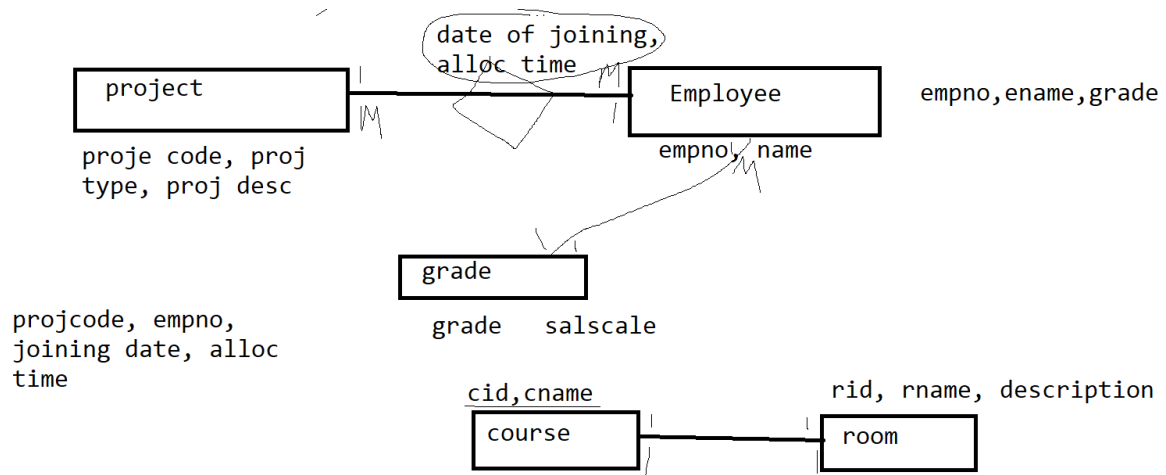 date of joining,
alloc time
project
M
M
Employee
empno,ename,grade
proje code, proj
type, proj desc
empno, name
M
grade
grade salscale
projcode, empno,
joining date, alloc
time
cid,cname
rid, rname, description
course
room